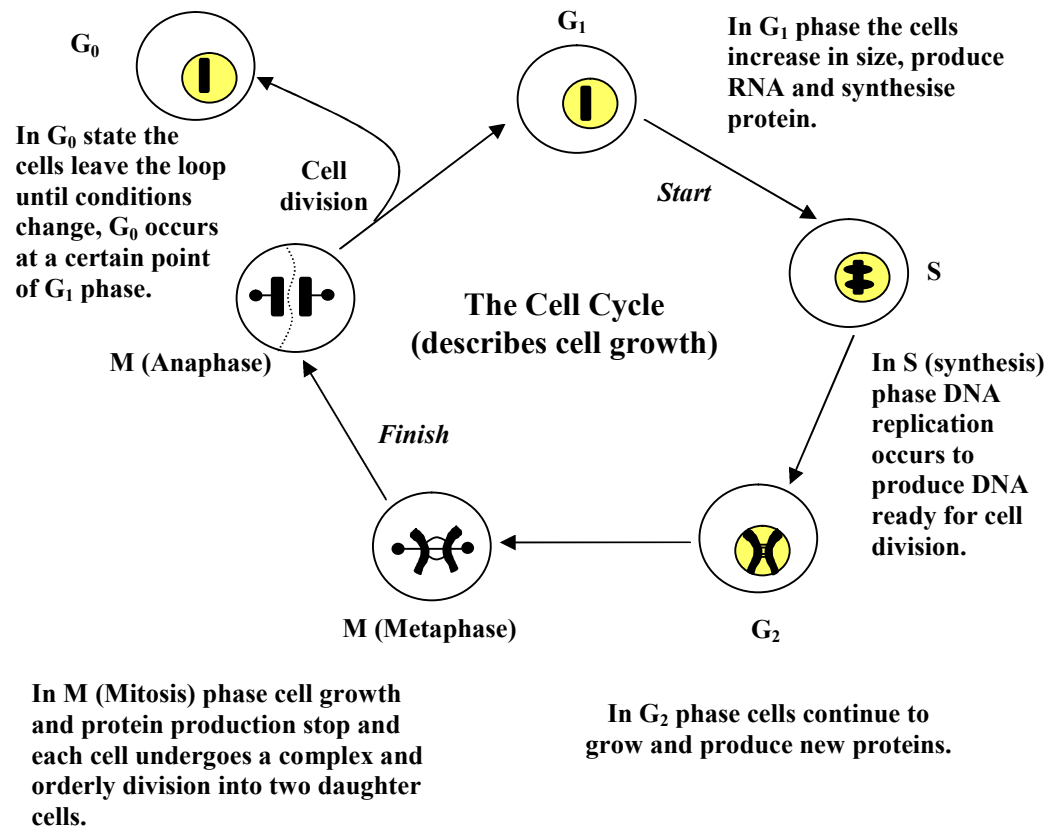 G₀
In G₀ state the
cells leave the loop
until conditions
change, G₀ occurs
at a certain point
of G₁ phase.
Cell
division
G₁
In G₁ phase the cells
increase in size, produce
RNA and synthesise
protein.
Start
S
In S (synthesis)
phase DNA
replication
occurs to
produce DNA
ready for cell
division.
The Cell Cycle
(describes cell growth)
M (Anaphase)
Finish
M (Metaphase)
G₂
In M (Mitosis) phase cell growth
and protein production stop and
each cell undergoes a complex and
orderly division into two daughter
cells.
In G₂ phase cells continue to
grow and produce new proteins.